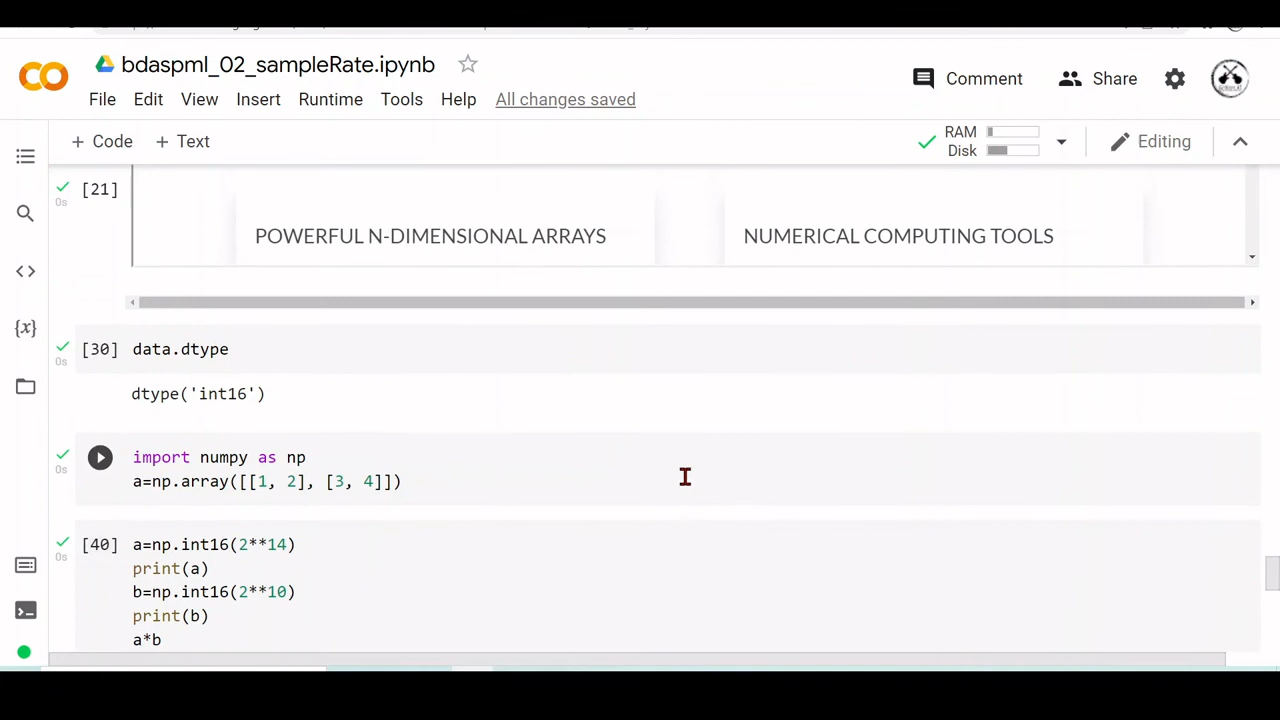 bdaspml_02_sampleRate.ipynb
Comment
Share
File Edit View Insert Runtime Tools Help All changes saved
+ Code + Text
RAM
Disk
Editing
[21]
0s
POWERFUL N-DIMENSIONAL ARRAYS
NUMERICAL COMPUTING TOOLS
{x}
[30] data.dtype
0s
dtype('int16')
import numpy as np
0s
a=np.array([[1, 2], [3, 4]])
[40] a=np.int16(2**14)
0s
print(a)
b=np.int16(2**10)
print(b)
a*b